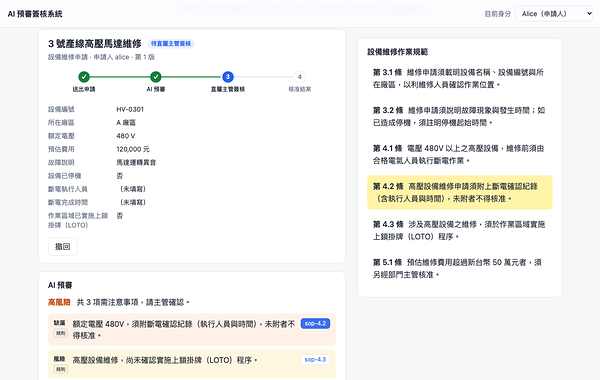 AI 預審簽核系統
目前身分
Alice（申請人）
3 號產線高壓馬達維修
待直屬主管簽核
設備維修申請 · 申請人 alice · 第 1 版
3
4
送出申請
AI 預審
直屬主管簽核
核准結案
設備編號
HV-0301
所在廠區
A 廠區
額定電壓
480 V
預估費用
120,000 元
故障說明
馬達運轉異音
設備已停機
否
斷電執行人員
（未填寫）
斷電完成時間
（未填寫）
作業區域已實施上鎖
掛牌（LOTO）
否
撤回
AI 預審
高風險
共 3 項需注意事項，請主管確認。
缺漏
規則
額定電壓 480V，須附斷電確認紀錄（執行人員與時間），未附者不
得核准。
sop-4.2
風險
規則
高壓設備維修，尚未確認實施上鎖掛牌（LOTO）程序。
sop-4.3
設備維修作業規範
第 3.1 條 維修申請須載明設備名稱、設備編號與所
在廠區，以利維修人員確認作業位置。
第 3.2 條 維修申請須說明故障現象與發生時間；如
已造成停機，須註明停機起始時間。
第 4.1 條 電壓 480V 以上之高壓設備，維修前須由
合格電氣人員執行斷電作業。
第 4.2 條 高壓設備維修申請須附上斷電確認紀錄
（含執行人員與時間），未附者不得核准。
第 4.3 條 涉及高壓設備之維修，須於作業區域實施
上鎖掛牌（LOTO）程序。
第 5.1 條 預估維修費用超過新台幣 50 萬元者，須
另經部門主管核准。